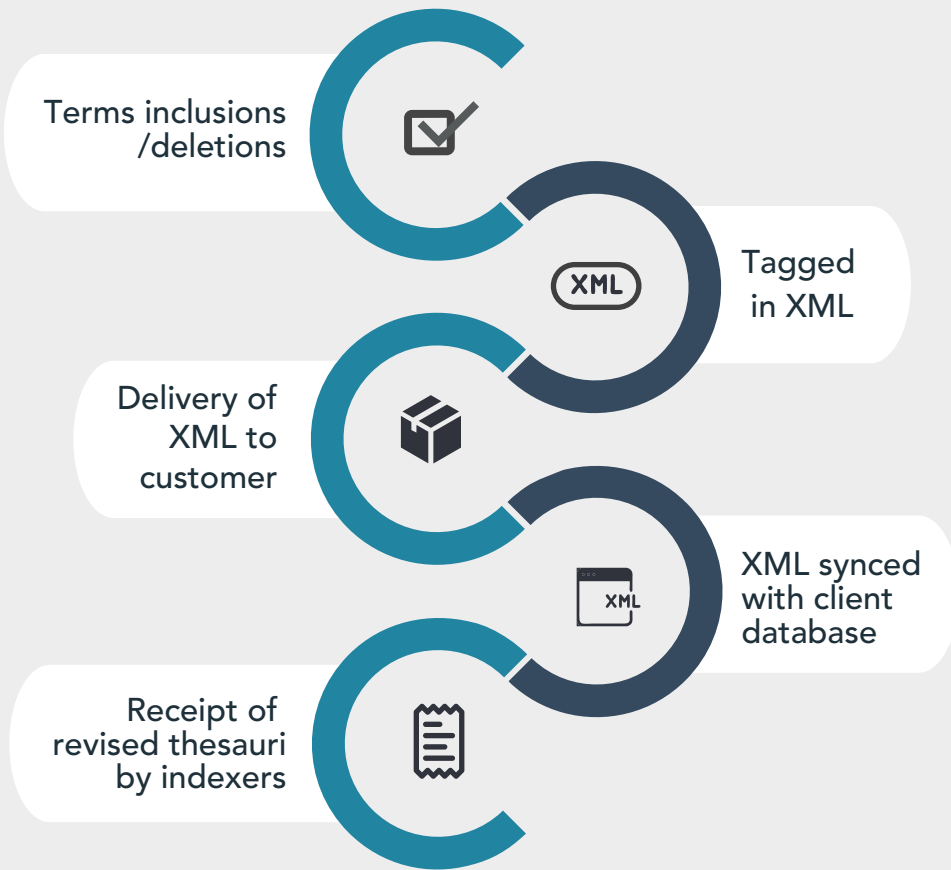 Terms inclusions
/deletions
XML
Tagged
in XML
Delivery of
XML to
customer
XML
XML synced
with client
database
Receipt of
revised thesauri
by indexers